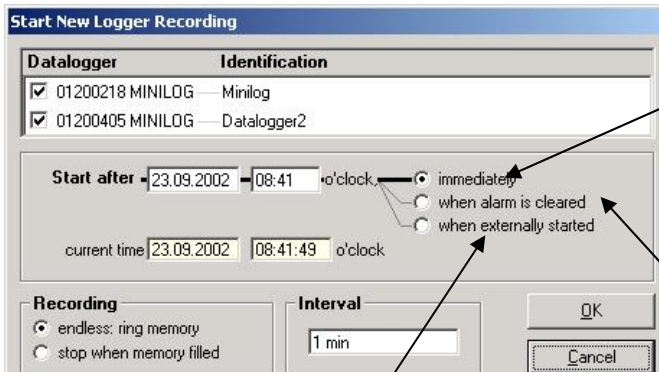 Start New Logger Recording
Datalogger Identification
01200218 MINILOG Minilog
01200405 MINILOG Datalogger2
Start after 23.09.2002 08:41 o'clock, immediately
when alarm is cleared
when externally started
current time 23.09.2002 08:41:49 o'clock
Recording
endless: ring memory
stop when memory filled
Interval
1 min
OK
Cancel